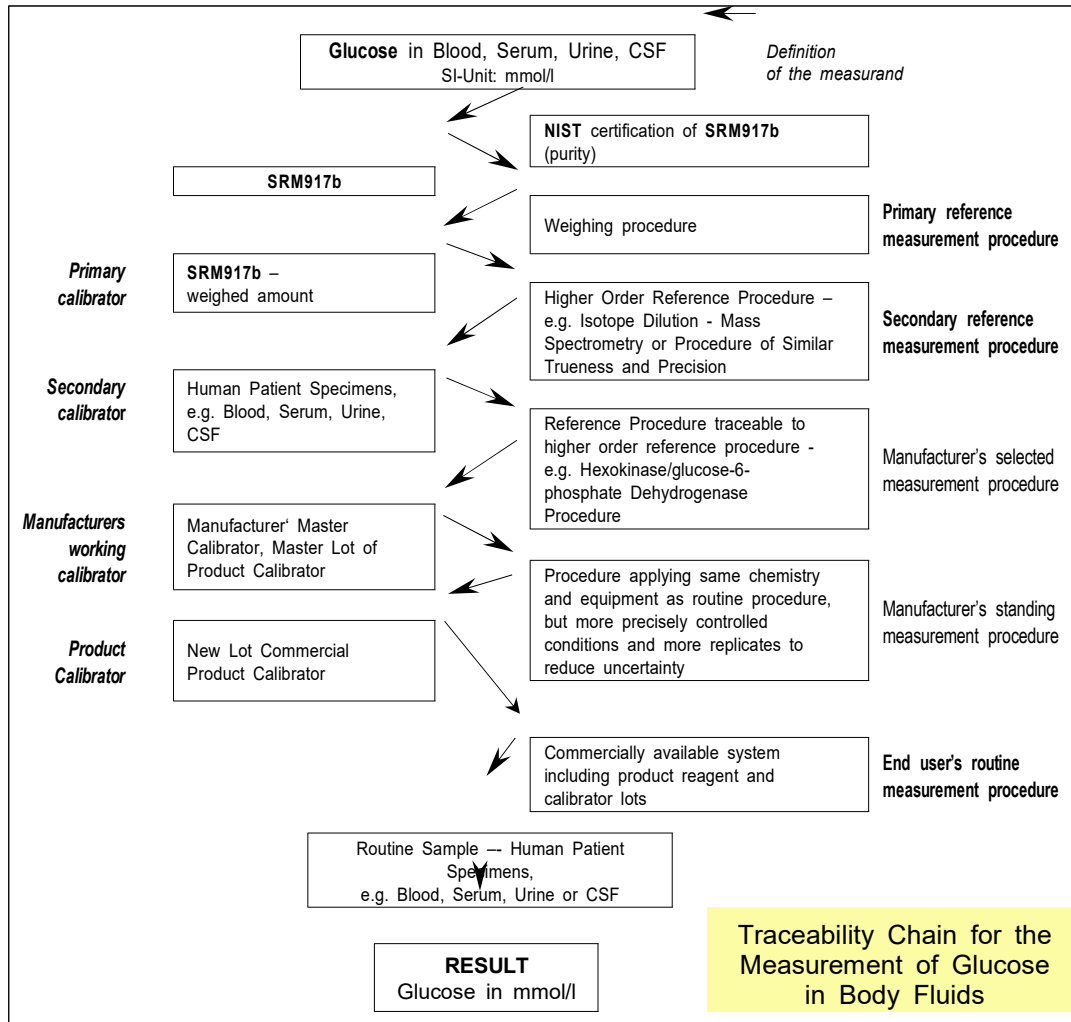 Glucose in Blood, Serum, Urine, CSF
SI-Unit: mmol/l
Definition
of the measurand
NIST certification of SRM917b
(purity)
SRM917b
Weighing procedure
Primary reference
measurement procedure
Primary
calibrator
SRM917b –
weighed amount
Higher Order Reference Procedure –
e.g. Isotope Dilution - Mass
Spectrometry or Procedure of Similar
Trueness and Precision
Secondary reference
measurement procedure
Secondary
calibrator
Human Patient Specimens,
e.g. Blood, Serum, Urine,
CSF
Reference Procedure traceable to
higher order reference procedure -
e.g. Hexokinase/glucose-6-
phosphate Dehydrogenase
Procedure
Manufacturer’s selected
measurement procedure
Manufacturers
working
calibrator
Manufacturer‘ Master
Calibrator, Master Lot of
Product Calibrator
Procedure applying same chemistry
and equipment as routine procedure,
but more precisely controlled
conditions and more replicates to
reduce uncertainty
Manufacturer’s standing
measurement procedure
Product
Calibrator
New Lot Commercial
Product Calibrator
Commercially available system
including product reagent and
calibrator lots
End user’s routine
measurement procedure
Routine Sample –- Human Patient
Specimens,
e.g. Blood, Serum, Urine or CSF
RESULT
Glucose in mmol/l
Traceability Chain for the
Measurement of Glucose
in Body Fluids